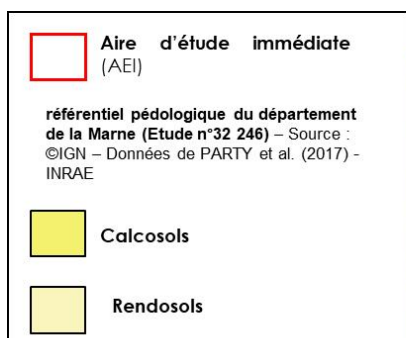 Aire d’étude immédiate
(AEI)
référentiel pédologique du département
de la Marne (Etude n°32 246) – Source :
©IGN – Données de PARTY et al. (2017) -
INRAE
Calcosols
Rendosols